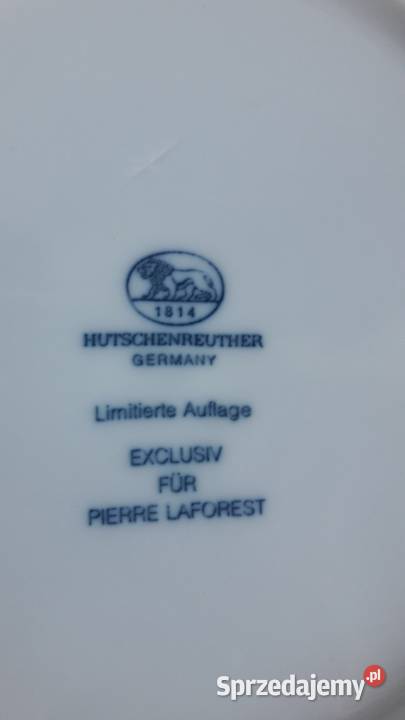 1814
HUTSCHENREUTHER
GERMANY
Limitierte Auflage
EXCLUSIV
FÜR
PIERRE LAFOREST
Sprzedajemy.pl